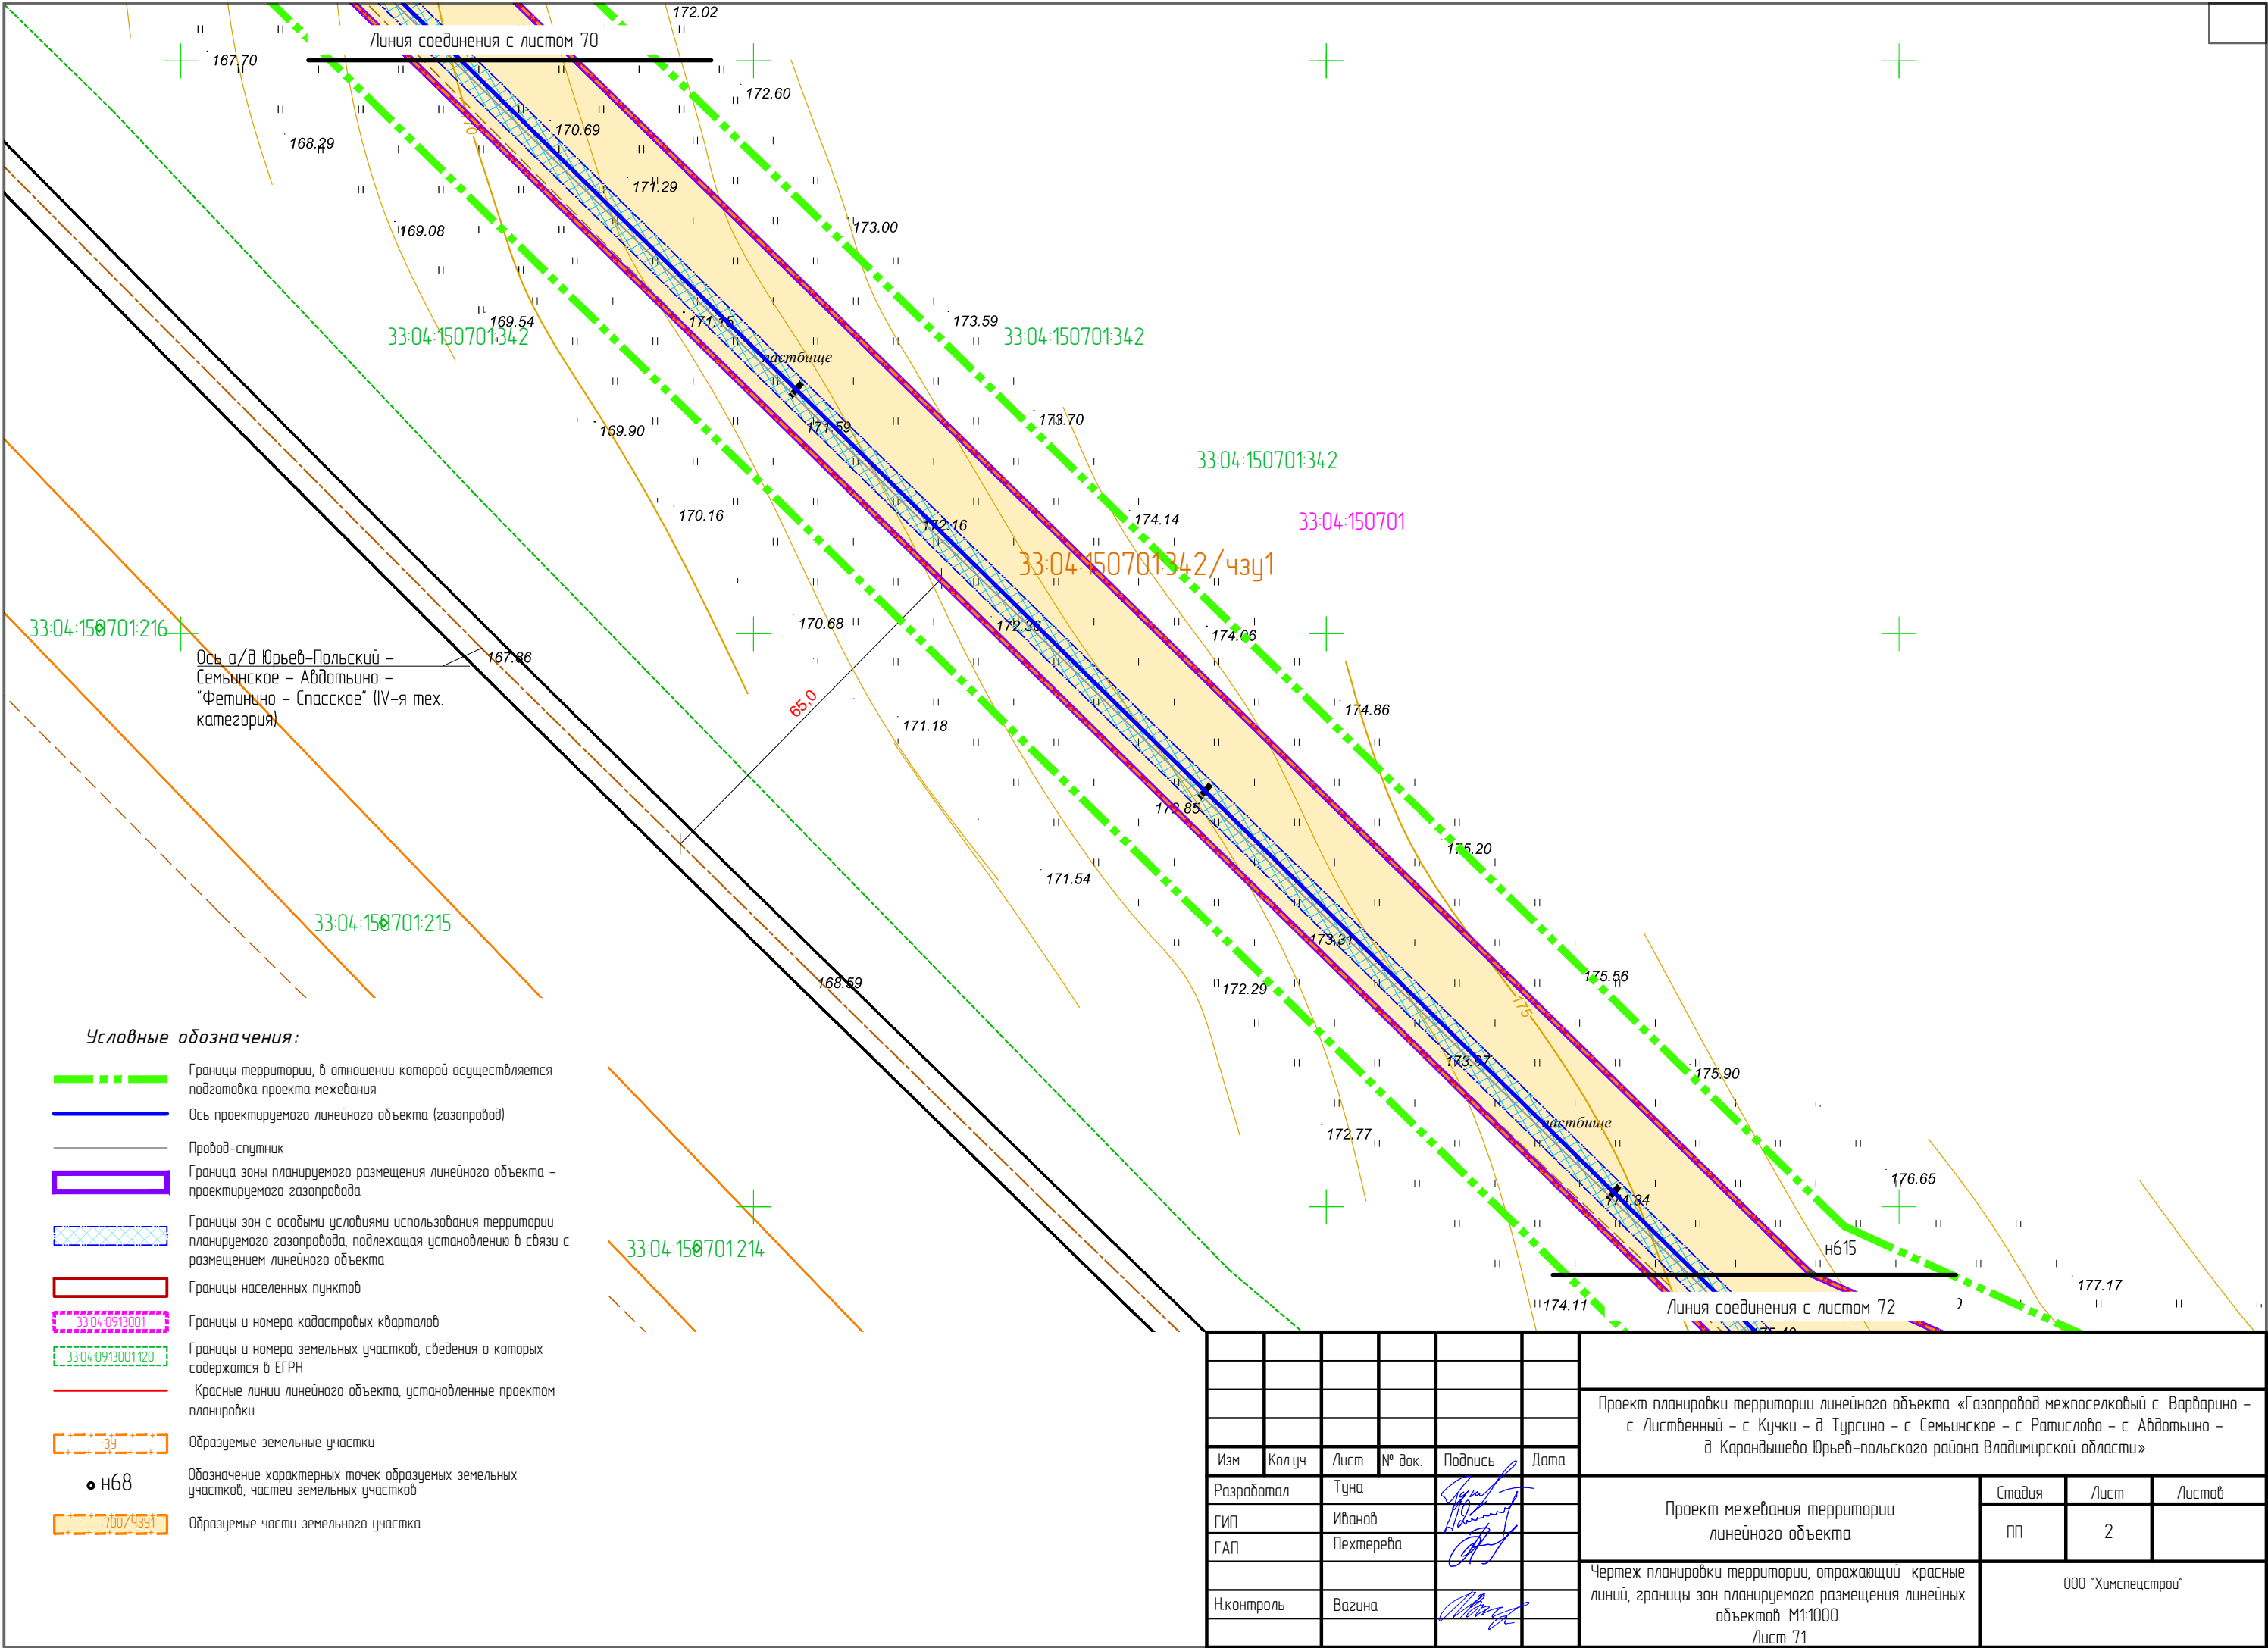 172.02
Линия соединения с листом 70
167.70
172.60
170.69
168.29
171.29
169.08
173.00
169.54
171.15
173.59
33:04:150701:342
33:04:150701:342
пастбище
169.90
171.59
173.70
33:04:150701:342
170.16
172.16
174.14
33:04:150701
33:04:150701:342/чзу1
33:04:150701:216
170.68
172.36
174.06
Ось а/д Юрьев-Польский –
Семьинское – Авдотьино –
"Фетинино – Спасское" (IV-я тех.
категория)
167.86
65,0
171.18
174.86
172.85
175.20
171.54
33:04:150701:215
173.31
168.59
172.29
175.56
175
173.97
175.90
172.77
пастбище
174.84
176.65
33:04:150701:214
н615
177.17
174.11
Линия соединения с листом 72
Условные обозначения:
Границы территории, в отношении которой осуществляется
подготовка проекта межевания
Ось проектируемого линейного объекта (газопровод)
Провод-спутник
Граница зоны планируемого размещения линейного объекта –
проектируемого газопровода
Границы зон с особыми условиями использования территории
планируемого газопровода, подлежащая установлению в связи с
размещением линейного объекта
Границы населенных пунктов
33:04:0913001
Границы и номера кадастровых кварталов
33:04:0913001:120
Границы и номера земельных участков, сведения о которых
содержатся в ЕГРН
Красные линии линейного объекта, установленные проектом
планировки
:ЗУ
Образуемые земельные участки
н68
Обозначение характерных точек образуемых земельных
участков, частей земельных участков
:700/ЧЗУ1
Образуемые части земельного участка
Проект планировки территории линейного объекта «Газопровод межпоселковый с. Варварино –
с. Лиственный – с. Кучки – д. Турсино – с. Семьинское – с. Ратислово – с. Авдотьино –
д. Карандышево Юрьев-польского района Владимирской области»
Изм. Кол.уч. Лист № док. Подпись Дата
Разработал Туна
ГИП Иванов
ГАП Пехтерева
Н.контроль Вагина
Проект межевания территории
линейного объекта
Стадия Лист Листов
ПП 2
Чертеж планировки территории, отражающий красные
линий, границы зон планируемого размещения линейных
объектов. М1:1000.
Лист 71
ООО "Химспецстрой"